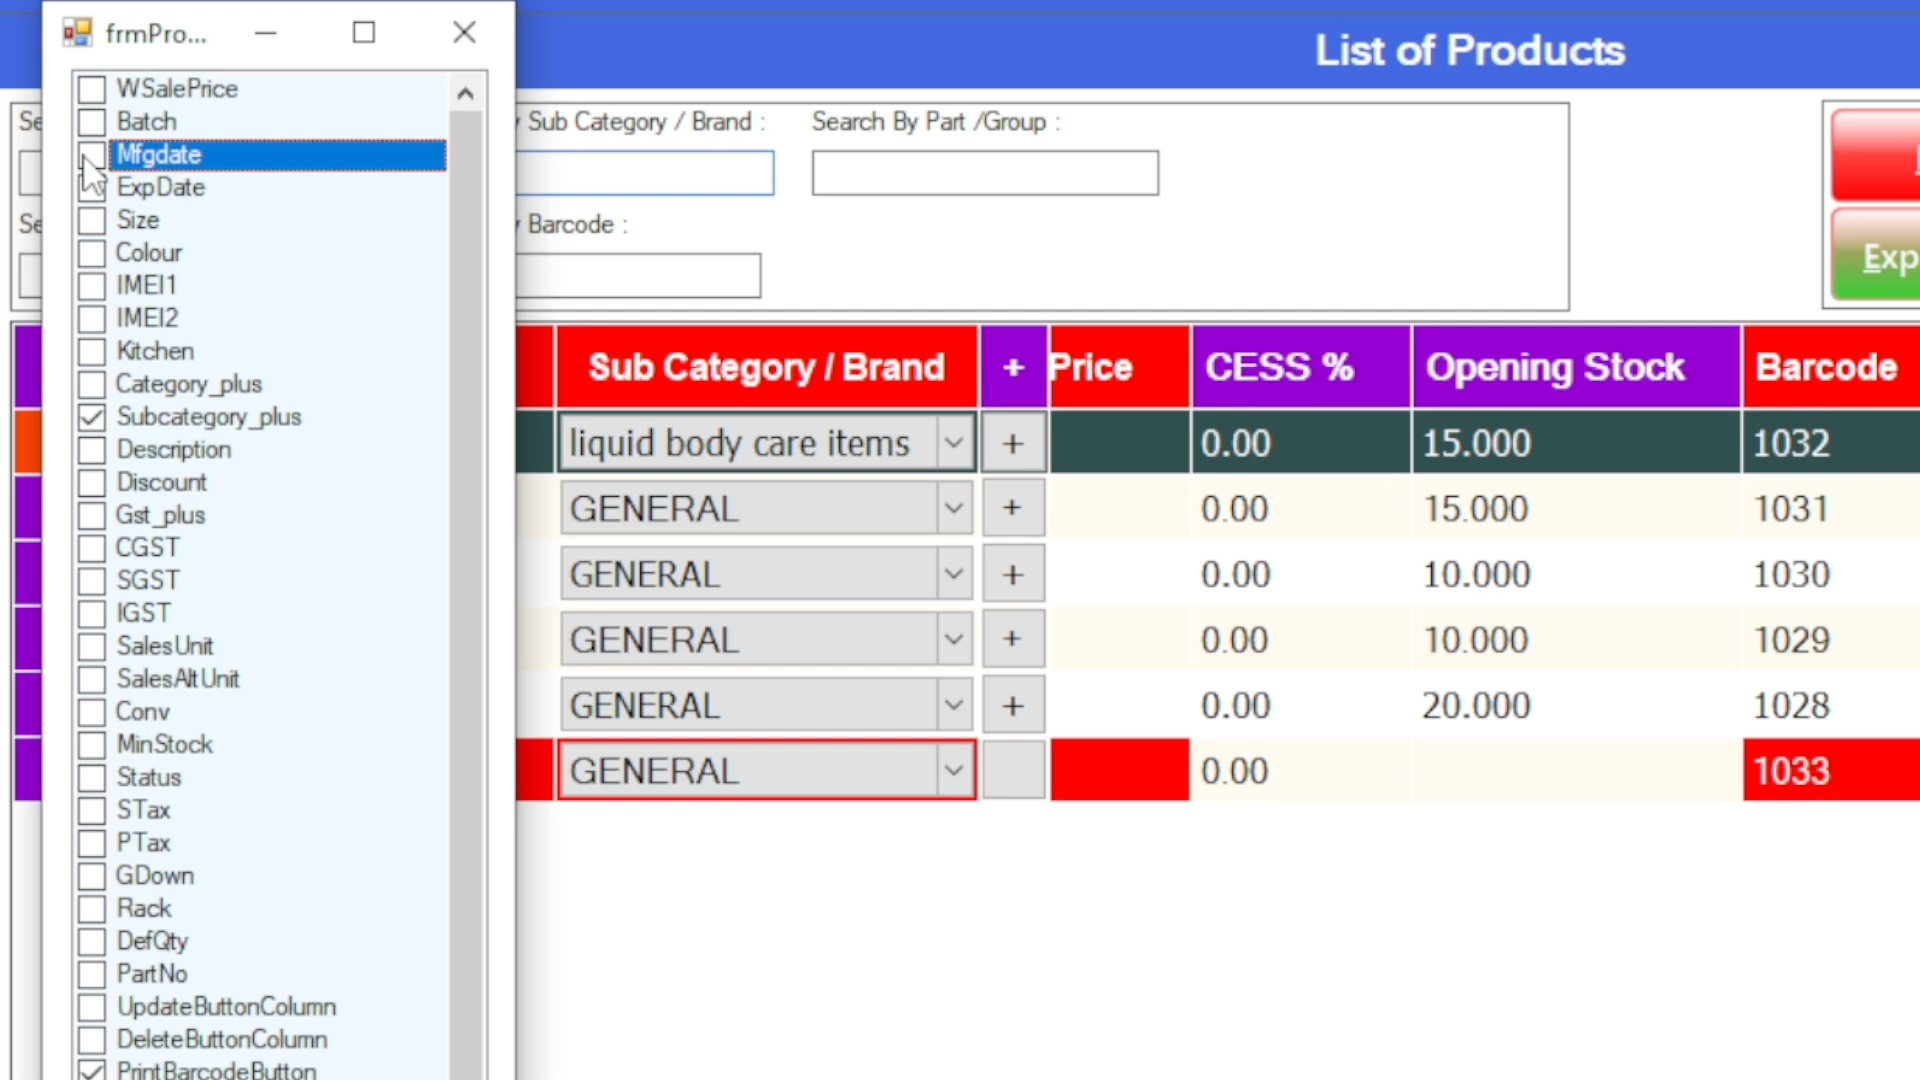 frmPro...
List of Products
WSalePrice
Batch
Mfgdate
ExpDate
Size
Colour
IMEI1
IMEI2
Kitchen
Category_plus
Subcategory_plus
Description
Discount
Gst_plus
CGST
SGST
IGST
SalesUnit
SalesAltUnit
Conv
MinStock
Status
STax
PTax
GDown
Rack
DefQty
PartNo
UpdateButtonColumn
DeleteButtonColumn
PrintBarcodeButton
Se
Sub Category / Brand :
Search By Part /Group :
Se
Barcode :
Exp
Sub Category / Brand + Price CESS % Opening Stock Barcode
liquid body care items + 0.00 15.000 1032
GENERAL + 0.00 15.000 1031
GENERAL + 0.00 10.000 1030
GENERAL + 0.00 10.000 1029
GENERAL + 0.00 20.000 1028
GENERAL 0.00 1033